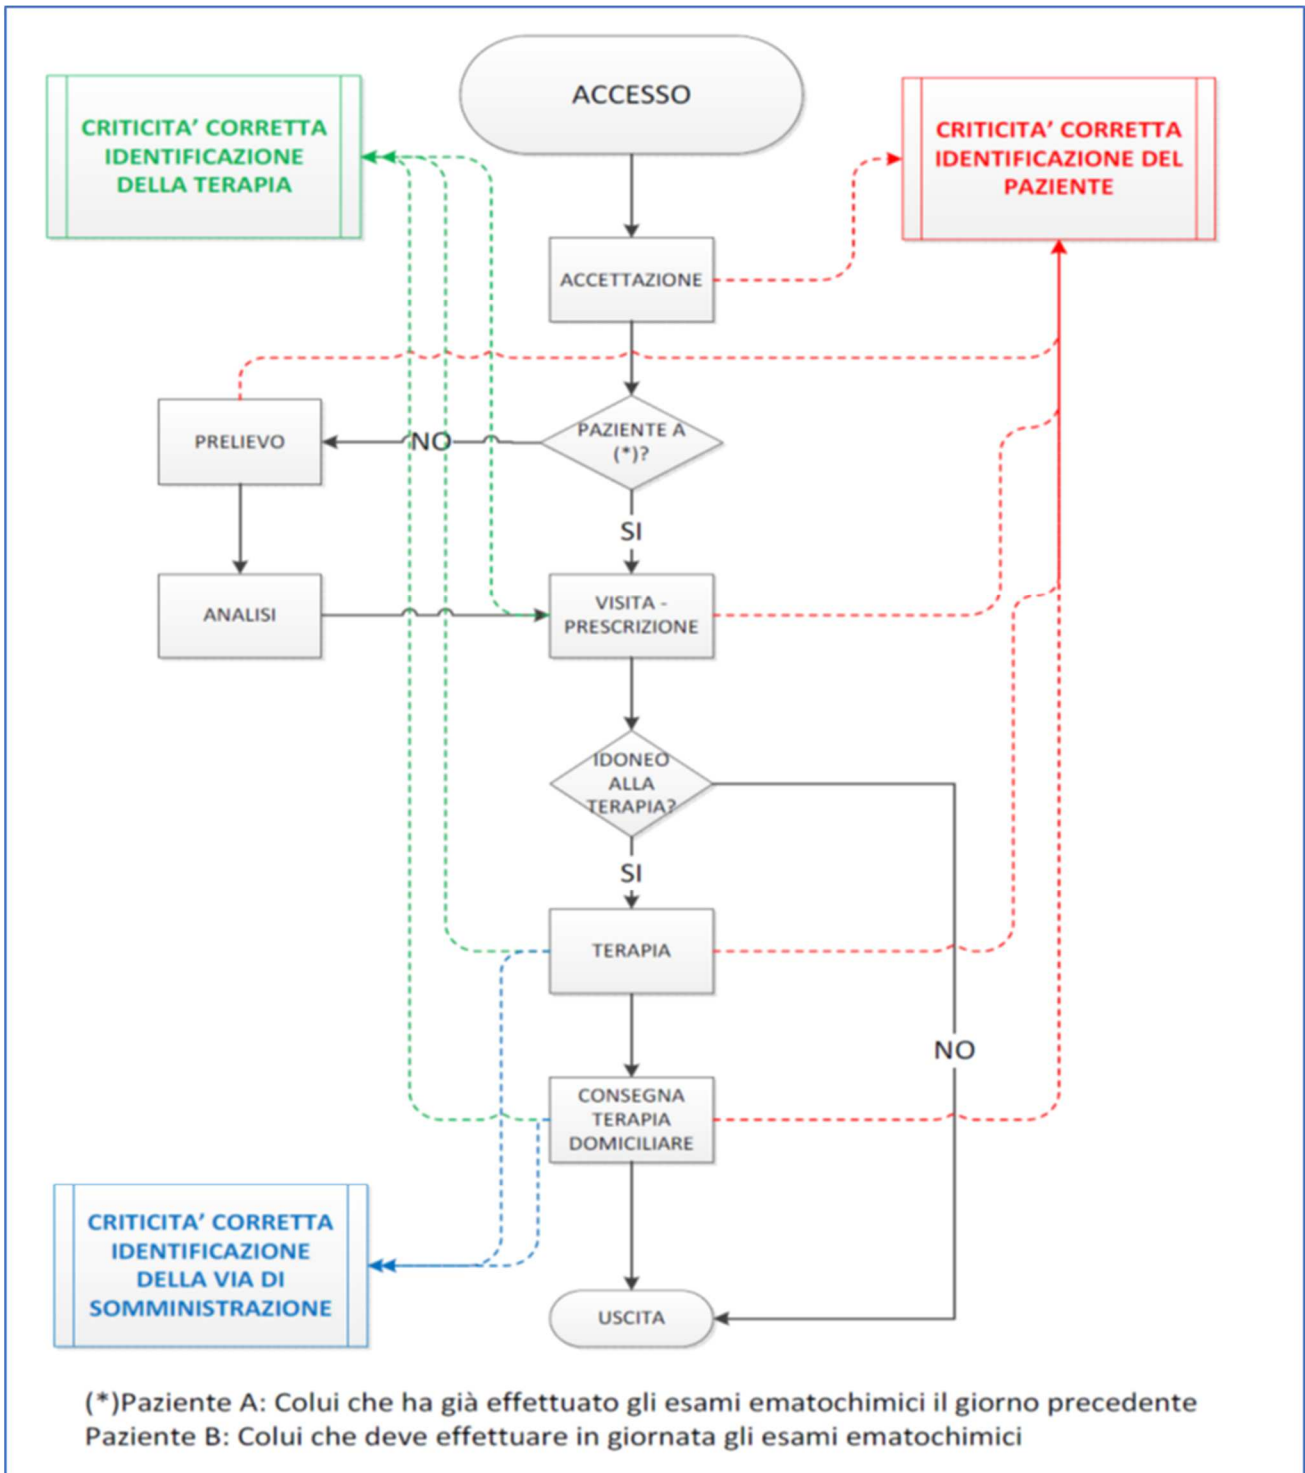 ACCESSO
CRITICITA’ CORRETTA
IDENTIFICAZIONE
DELLA TERAPIA
CRITICITA’ CORRETTA
IDENTIFICAZIONE DEL
PAZIENTE
ACCETTAZIONE
PRELIEVO
NO
PAZIENTE A
(*)?
SI
ANALISI
VISITA -
PRESCRIZIONE
IDONEO
ALLA
TERAPIA?
SI
TERAPIA
NO
CONSEGNA
TERAPIA
DOMICILIARE
CRITICITA’ CORRETTA
IDENTIFICAZIONE
DELLA VIA DI
SOMMINISTRAZIONE
USCITA
(*)Paziente A: Colui che ha già effettuato gli esami ematochimici il giorno precedente
Paziente B: Colui che deve effettuare in giornata gli esami ematochimici